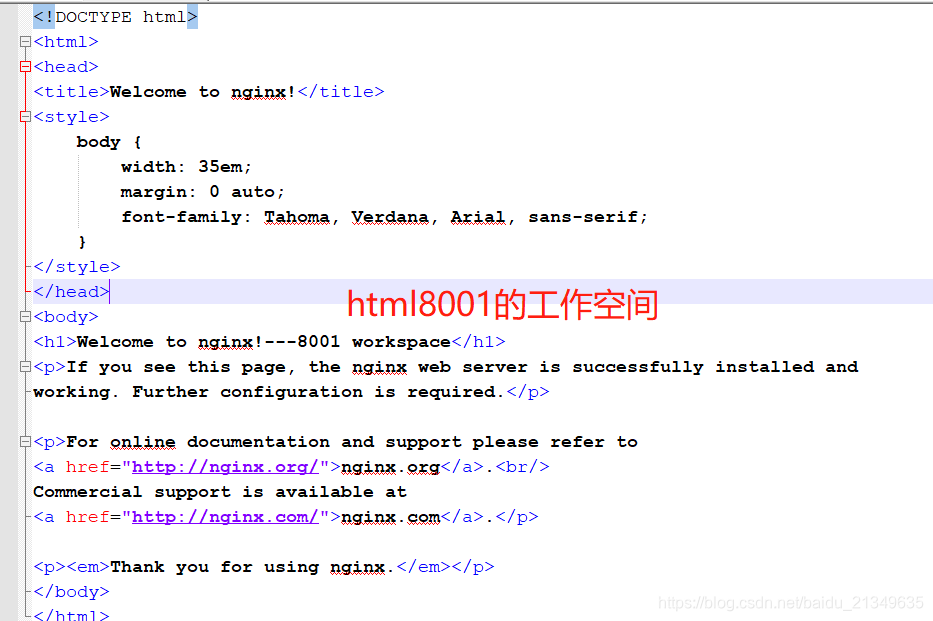 <!DOCTYPE html>
<html>
<head>
<title>Welcome to nginx!</title>
<style>
    body {
        width: 35em;
        margin: 0 auto;
        font-family: Tahoma, Verdana, Arial, sans-serif;
    }
</style>
</head>
html8001的工作空间
<body>
<h1>Welcome to nginx!---8001 workspace</h1>
<p>If you see this page, the nginx web server is successfully installed and
working. Further configuration is required.</p>

<p>For online documentation and support please refer to
<a href="http://nginx.org/">nginx.org</a>.<br/>
Commercial support is available at
<a href="http://nginx.com/">nginx.com</a>.</p>

<p><em>Thank you for using nginx.</em></p>
</body>
https://blog.csdn.net/baidu_21349635
</html>